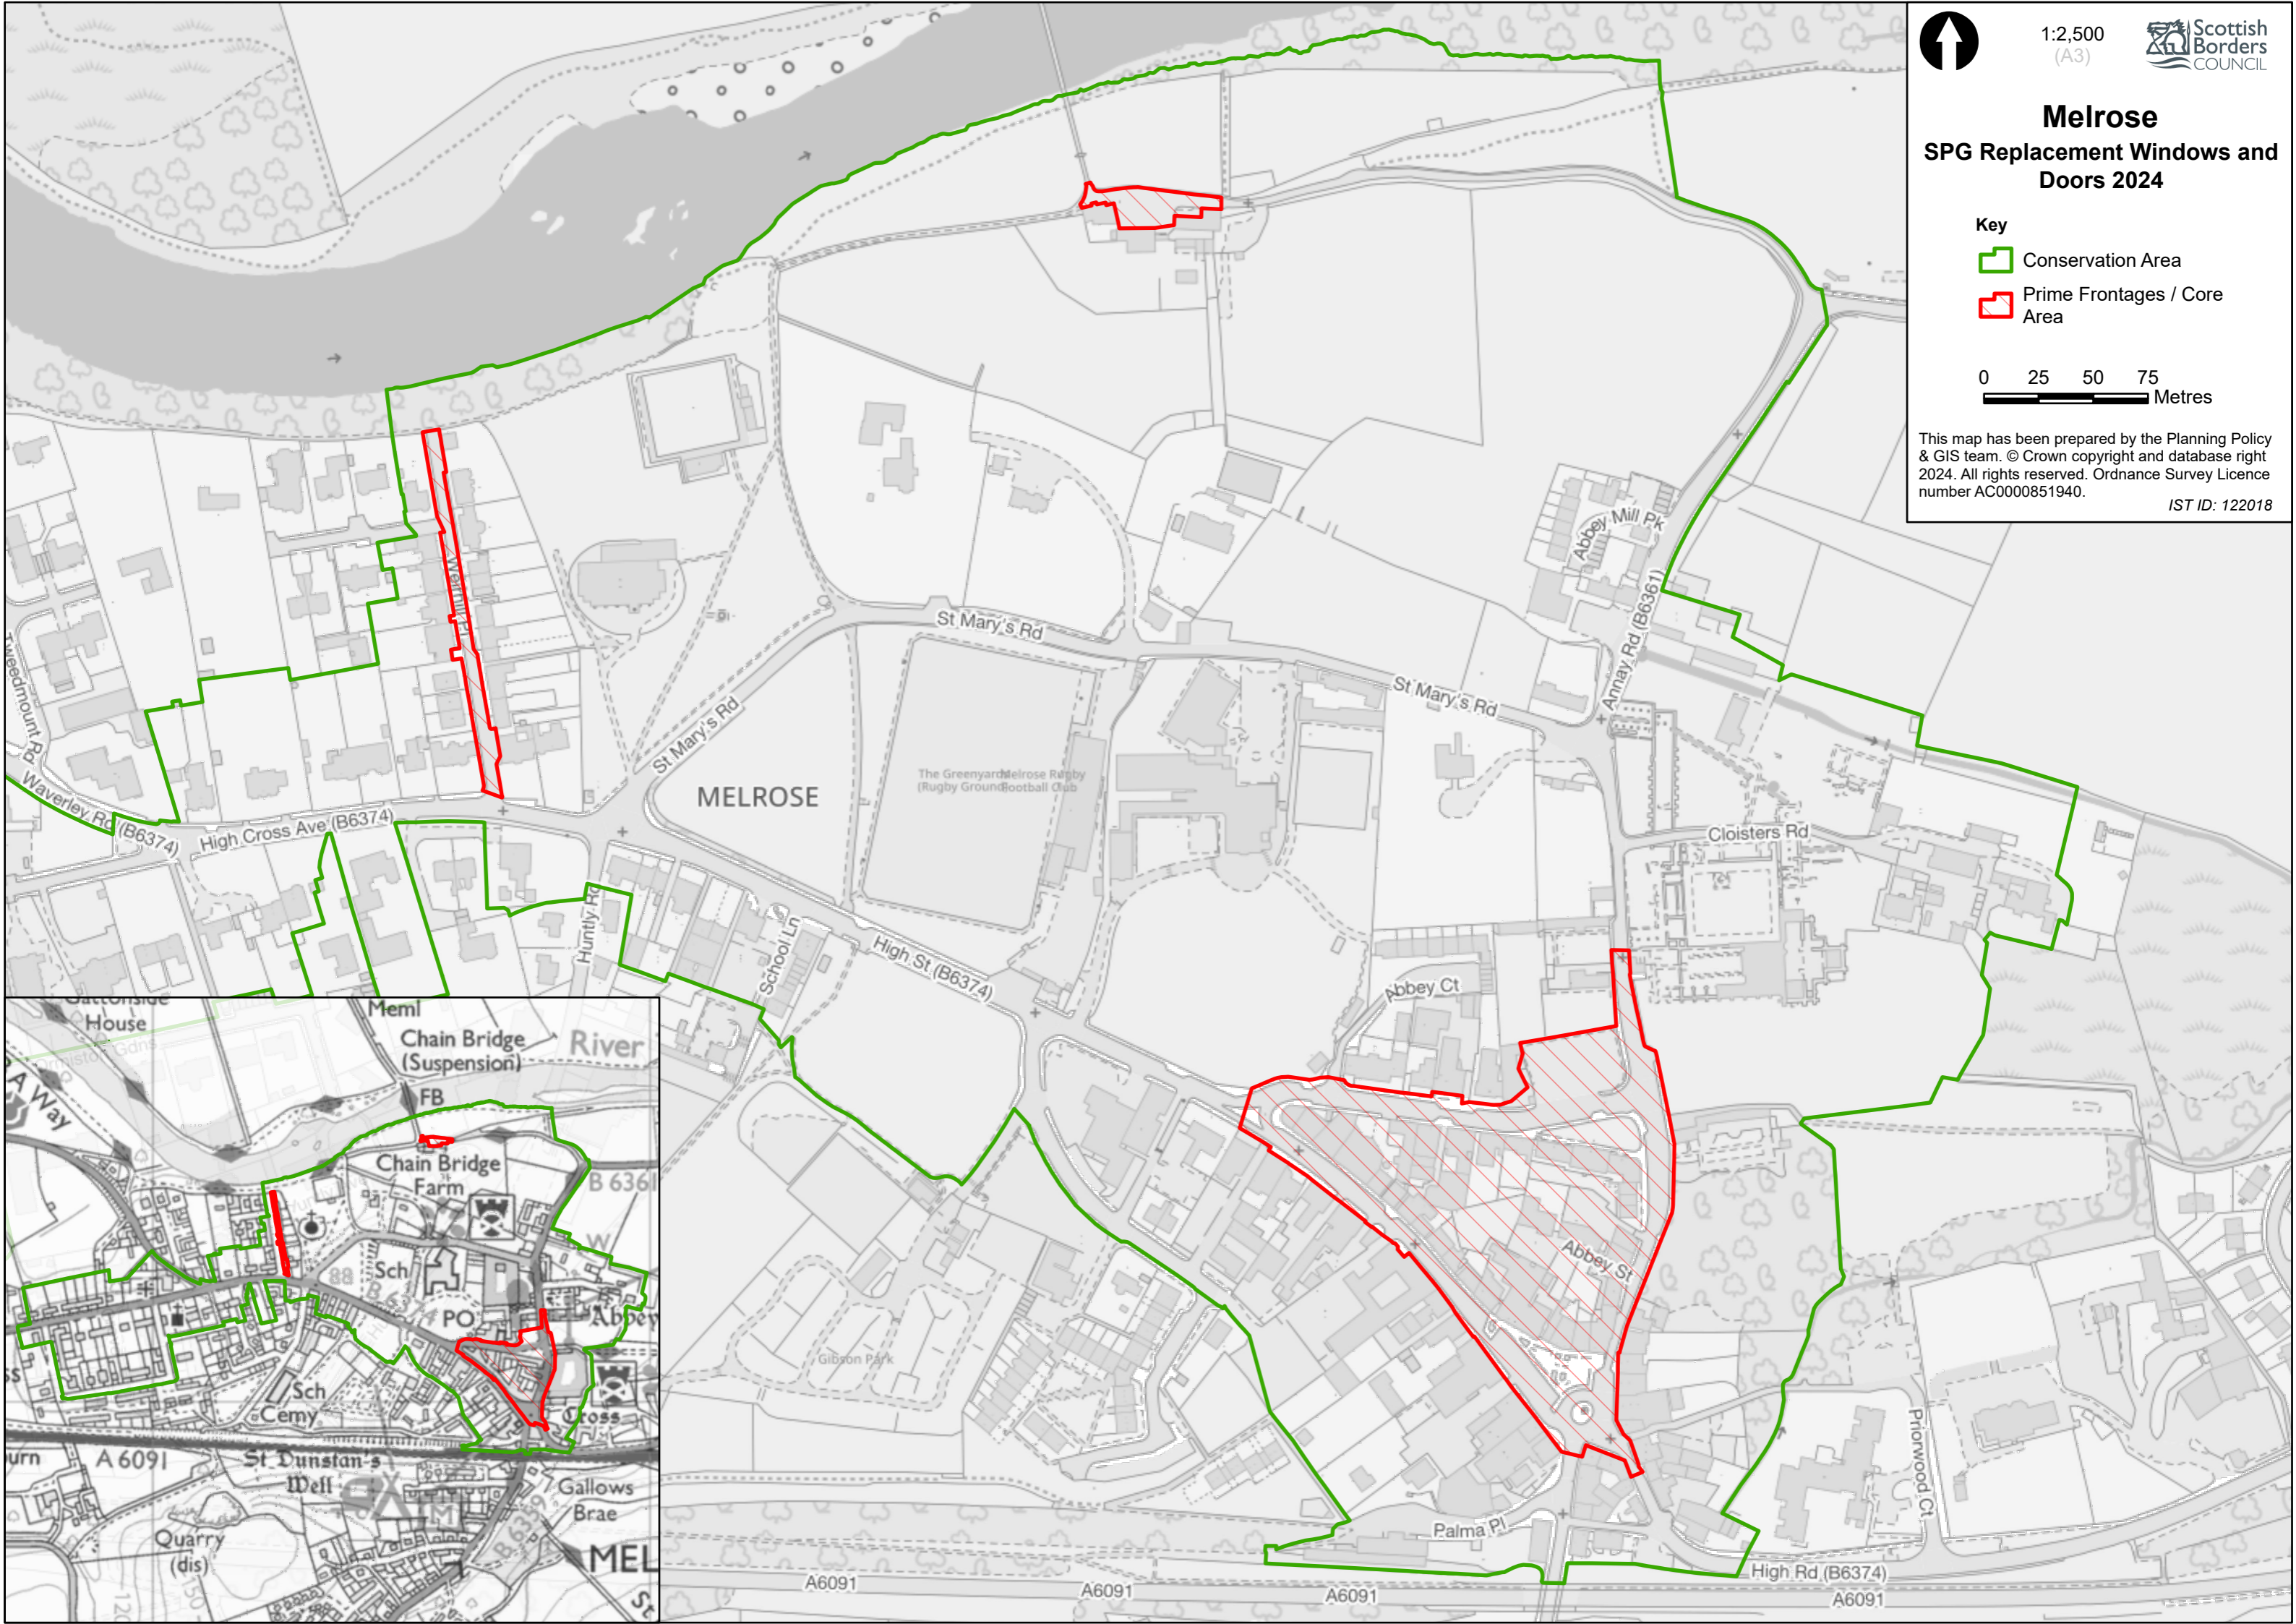 1:2,500
(A3)
Scottish
Borders
COUNCIL
Melrose
SPG Replacement Windows and
Doors 2024
Key
Conservation Area
Prime Frontages / Core
Area
0 25 50 75
Metres
This map has been prepared by the Planning Policy
& GIS team. © Crown copyright and database right
2024. All rights reserved. Ordnance Survey Licence
number AC0000851940.
IST ID: 122018
Abbey Mill Pk
Annay Rd (B6361)
St Mary's Rd
St Mary's Rd
St Mary's Rd
Tweedmount Rd
Waverley Rd (B6374)
High Cross Ave (B6374)
MELROSE
The Greenyards
(Rugby Ground)
Melrose Rugby
Football Club
Cloisters Rd
Huntly Rd
School Ln
High St (B6374)
Abbey Ct
Abbey St
Gibson Park
Priorwood Ct
Palma Pl
High Rd (B6374)
A6091
A6091
A6091
A6091
Gattonside
House
Meml
Chain Bridge
(Suspension)
River
A Way
FB
Chain Bridge
Farm
B 6361
W
Sch
88
B 6374
PO
Abbey
Sch
Cemy
Cross
A 6091
St Dunstan's
Well
Gallows
Brae
Quarry
(dis)
B 6359
MEL
St
120